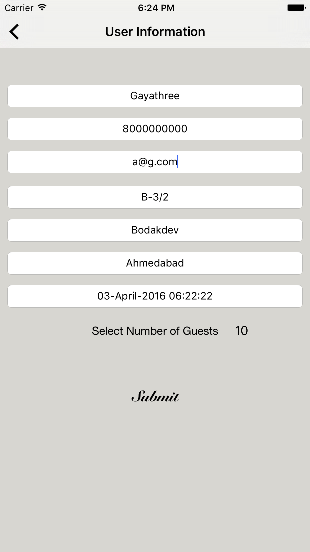 Carrier 6:24 PM
User Information
Gayathree
8000000000
a@g.com
B-3/2
Bodakdev
Ahmedabad
03-April-2016 06:22:22
Select Number of Guests 10
Submit